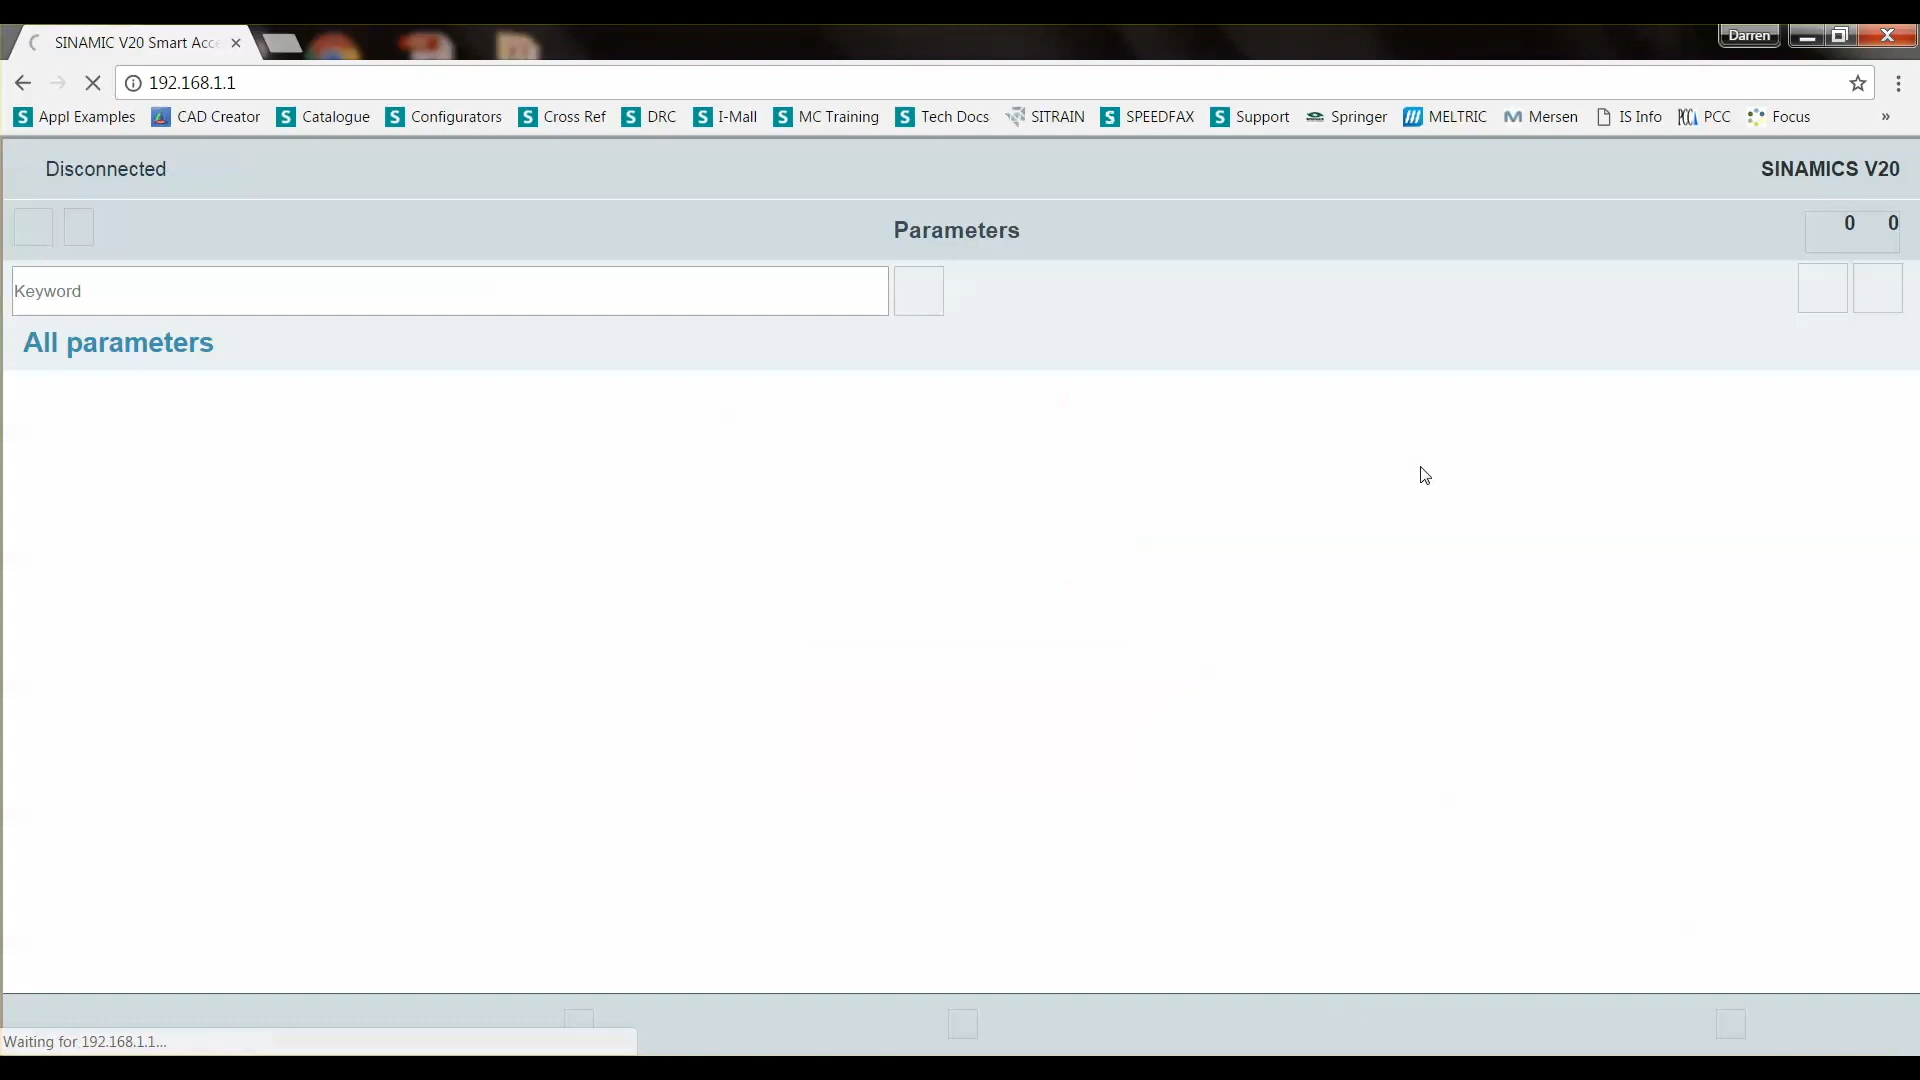 SINAMIC V20 Smart Acce
Darren
192.168.1.1
Appl Examples CAD Creator Catalogue Configurators Cross Ref DRC I-Mall MC Training Tech Docs SITRAIN SPEEDFAX Support Springer MELTRIC Mersen IS Info PCC Focus »
Disconnected SINAMICS V20
Parameters 0 0
Keyword
All parameters
Waiting for 192.168.1.1...